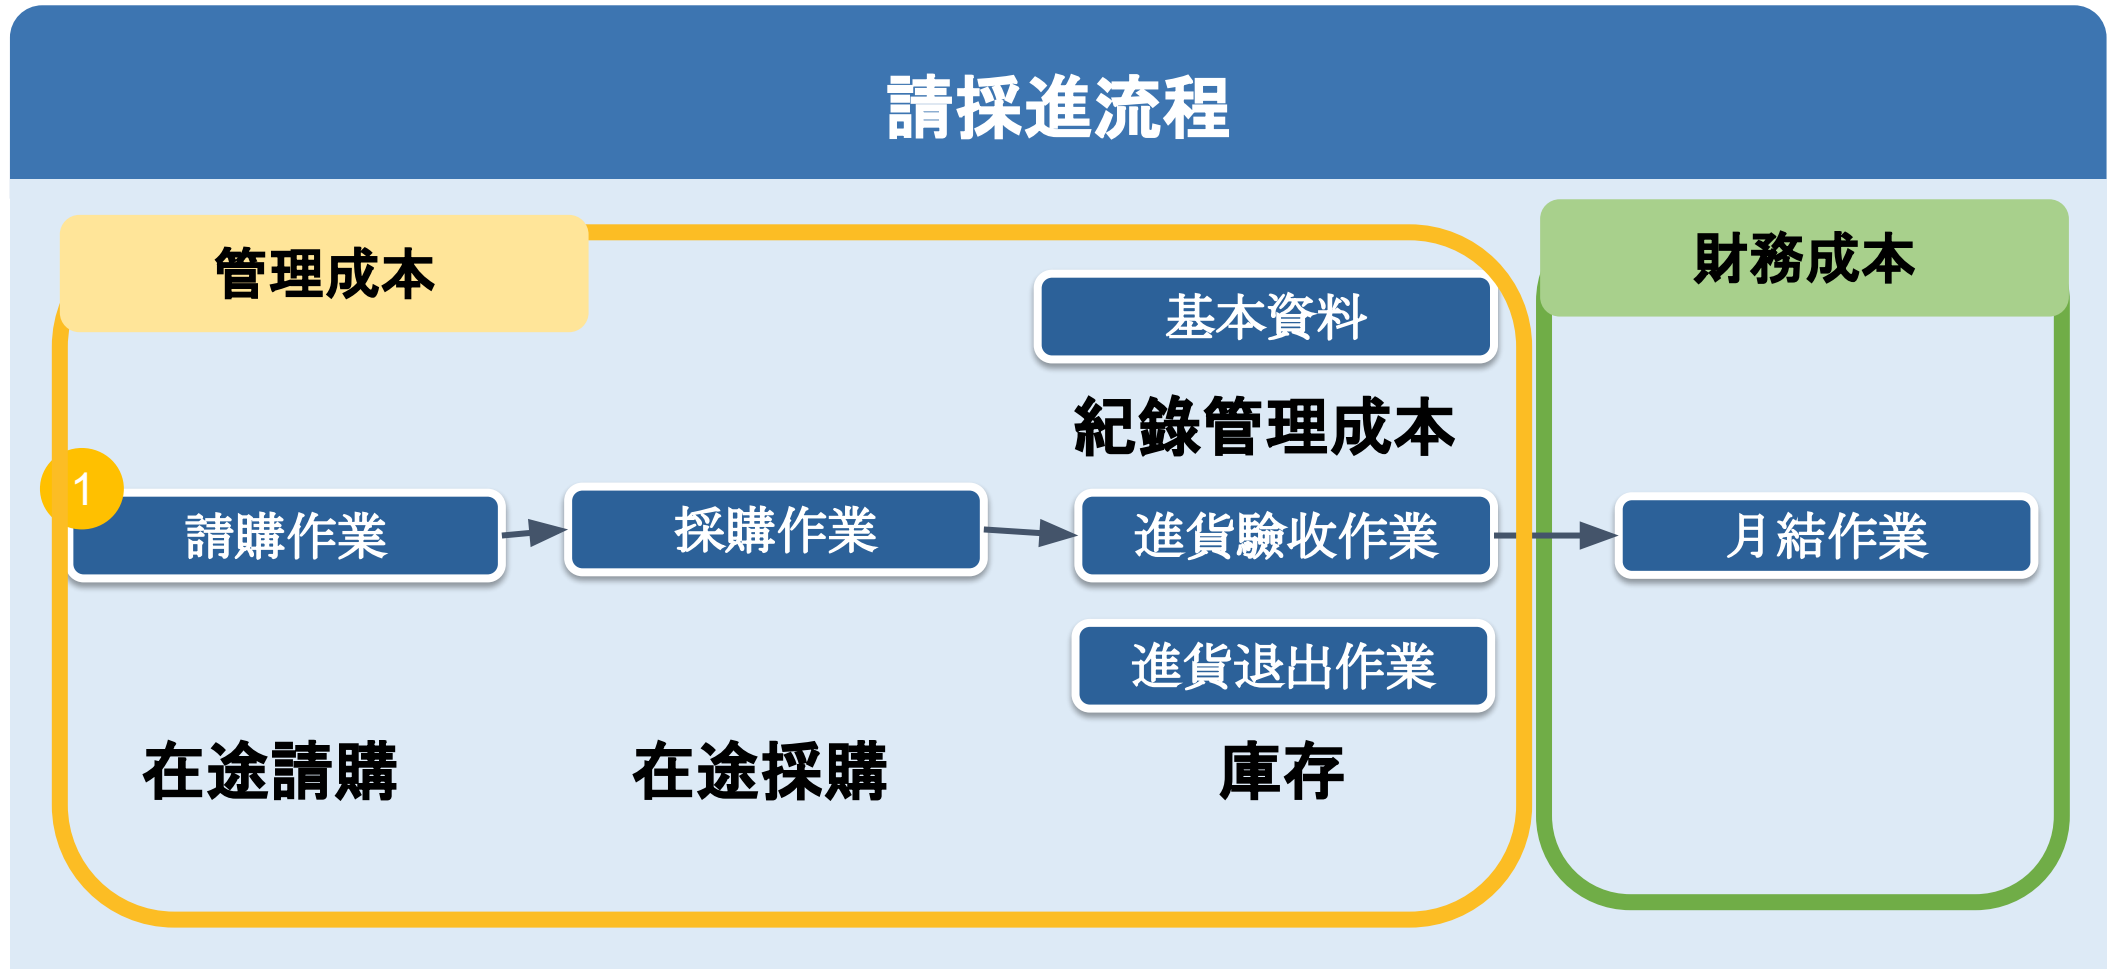 請採進流程
管理成本
財務成本
基本資料
紀錄管理成本
1
請購作業
採購作業
進貨驗收作業
月結作業
進貨退出作業
在途請購
在途採購
庫存